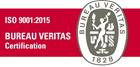 ISO 9001:2015
BUREAU VERITAS
Certification
BUREAU VERITAS
1828